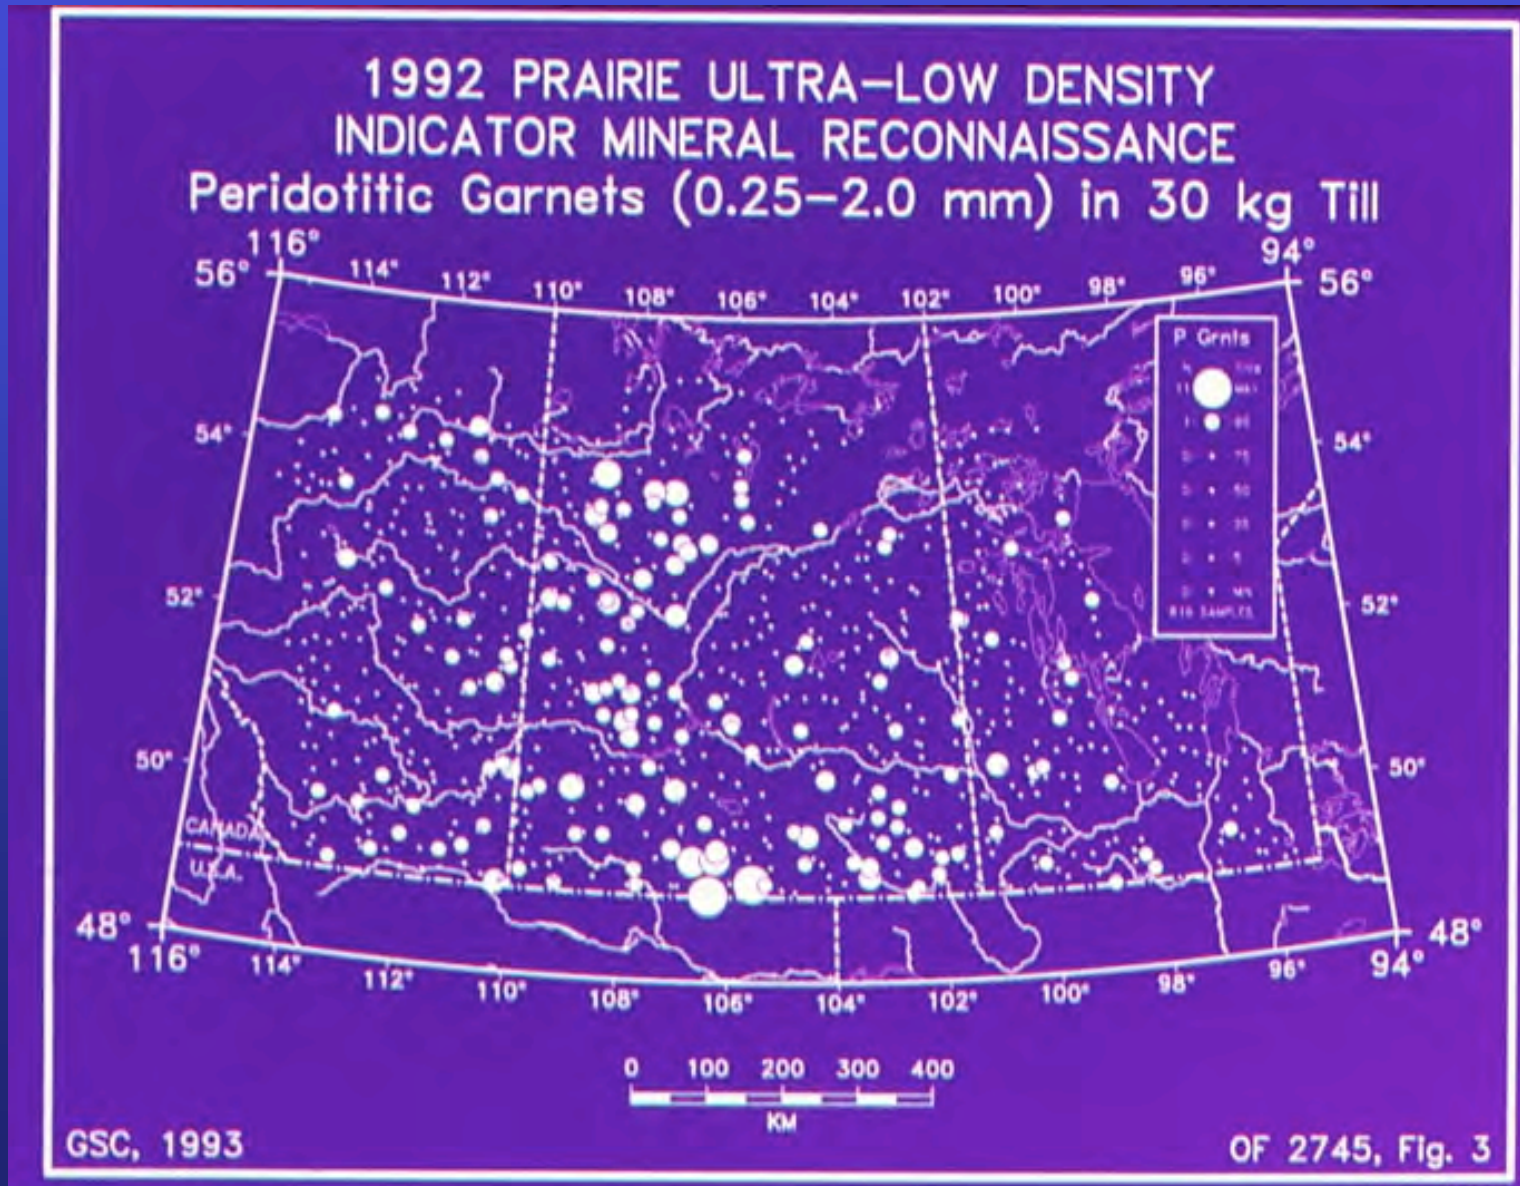 1992 PRAIRIE ULTRA-LOW DENSITY
INDICATOR MINERAL RECONNAISSANCE
Peridotitic Garnets (0.25-2.0 mm) in 30 kg Till
116° 94°
56° 114° 112° 110° 108° 106° 104° 102° 100° 98° 96° 56°
P Grnts
54° 54°
52° 52°
SAMPLES
50° 50°
CANADA
U.S.A.
48° 48°
116° 114° 112° 110° 108° 106° 104° 102° 100° 98° 96° 94°
0 100 200 300 400
KM
GSC, 1993 OF 2745, Fig. 3